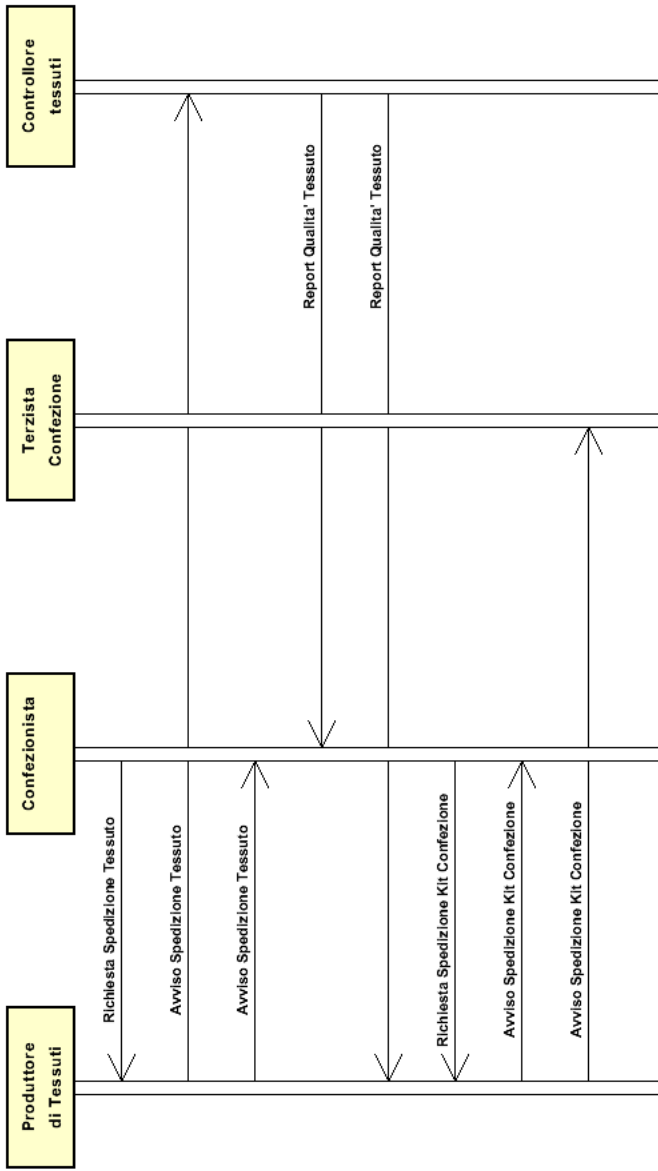 Produttore
di Tessuti
Confezionista
Terzista
Confezione
Controllore
tessuti
Richiesta Spedizione Tessuto
Avviso Spedizione Tessuto
Avviso Spedizione Tessuto
Report Qualita' Tessuto
Report Qualita' Tessuto
Richiesta Spedizione Kit Confezione
Avviso Spedizione Kit Confezione
Avviso Spedizione Kit Confezione